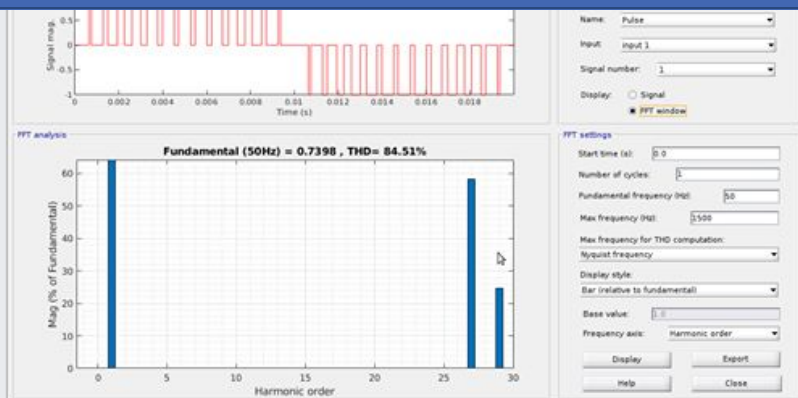 0.5
0
-0.5
-1
Signal mag.
0 0.002 0.004 0.006 0.008 0.01 0.012 0.014 0.016 0.018
Time (s)
Name: Pulse
Input: input 1
Signal number: 1
Display: Signal
FFT window
FFT analysis
Fundamental (50Hz) = 0.7398 , THD= 84.51%
60
50
40
30
20
10
0
Mag (% of Fundamental)
0 5 10 15 20 25 30
Harmonic order
FFT settings
Start time (s): 0.0
Number of cycles: 1
Fundamental frequency (Hz): 50
Max frequency (Hz): 1500
Max frequency for THD computation:
Nyquist frequency
Display style:
Bar (relative to fundamental)
Base value: 1.0
Frequency axis: Harmonic order
Display Export
Help Close